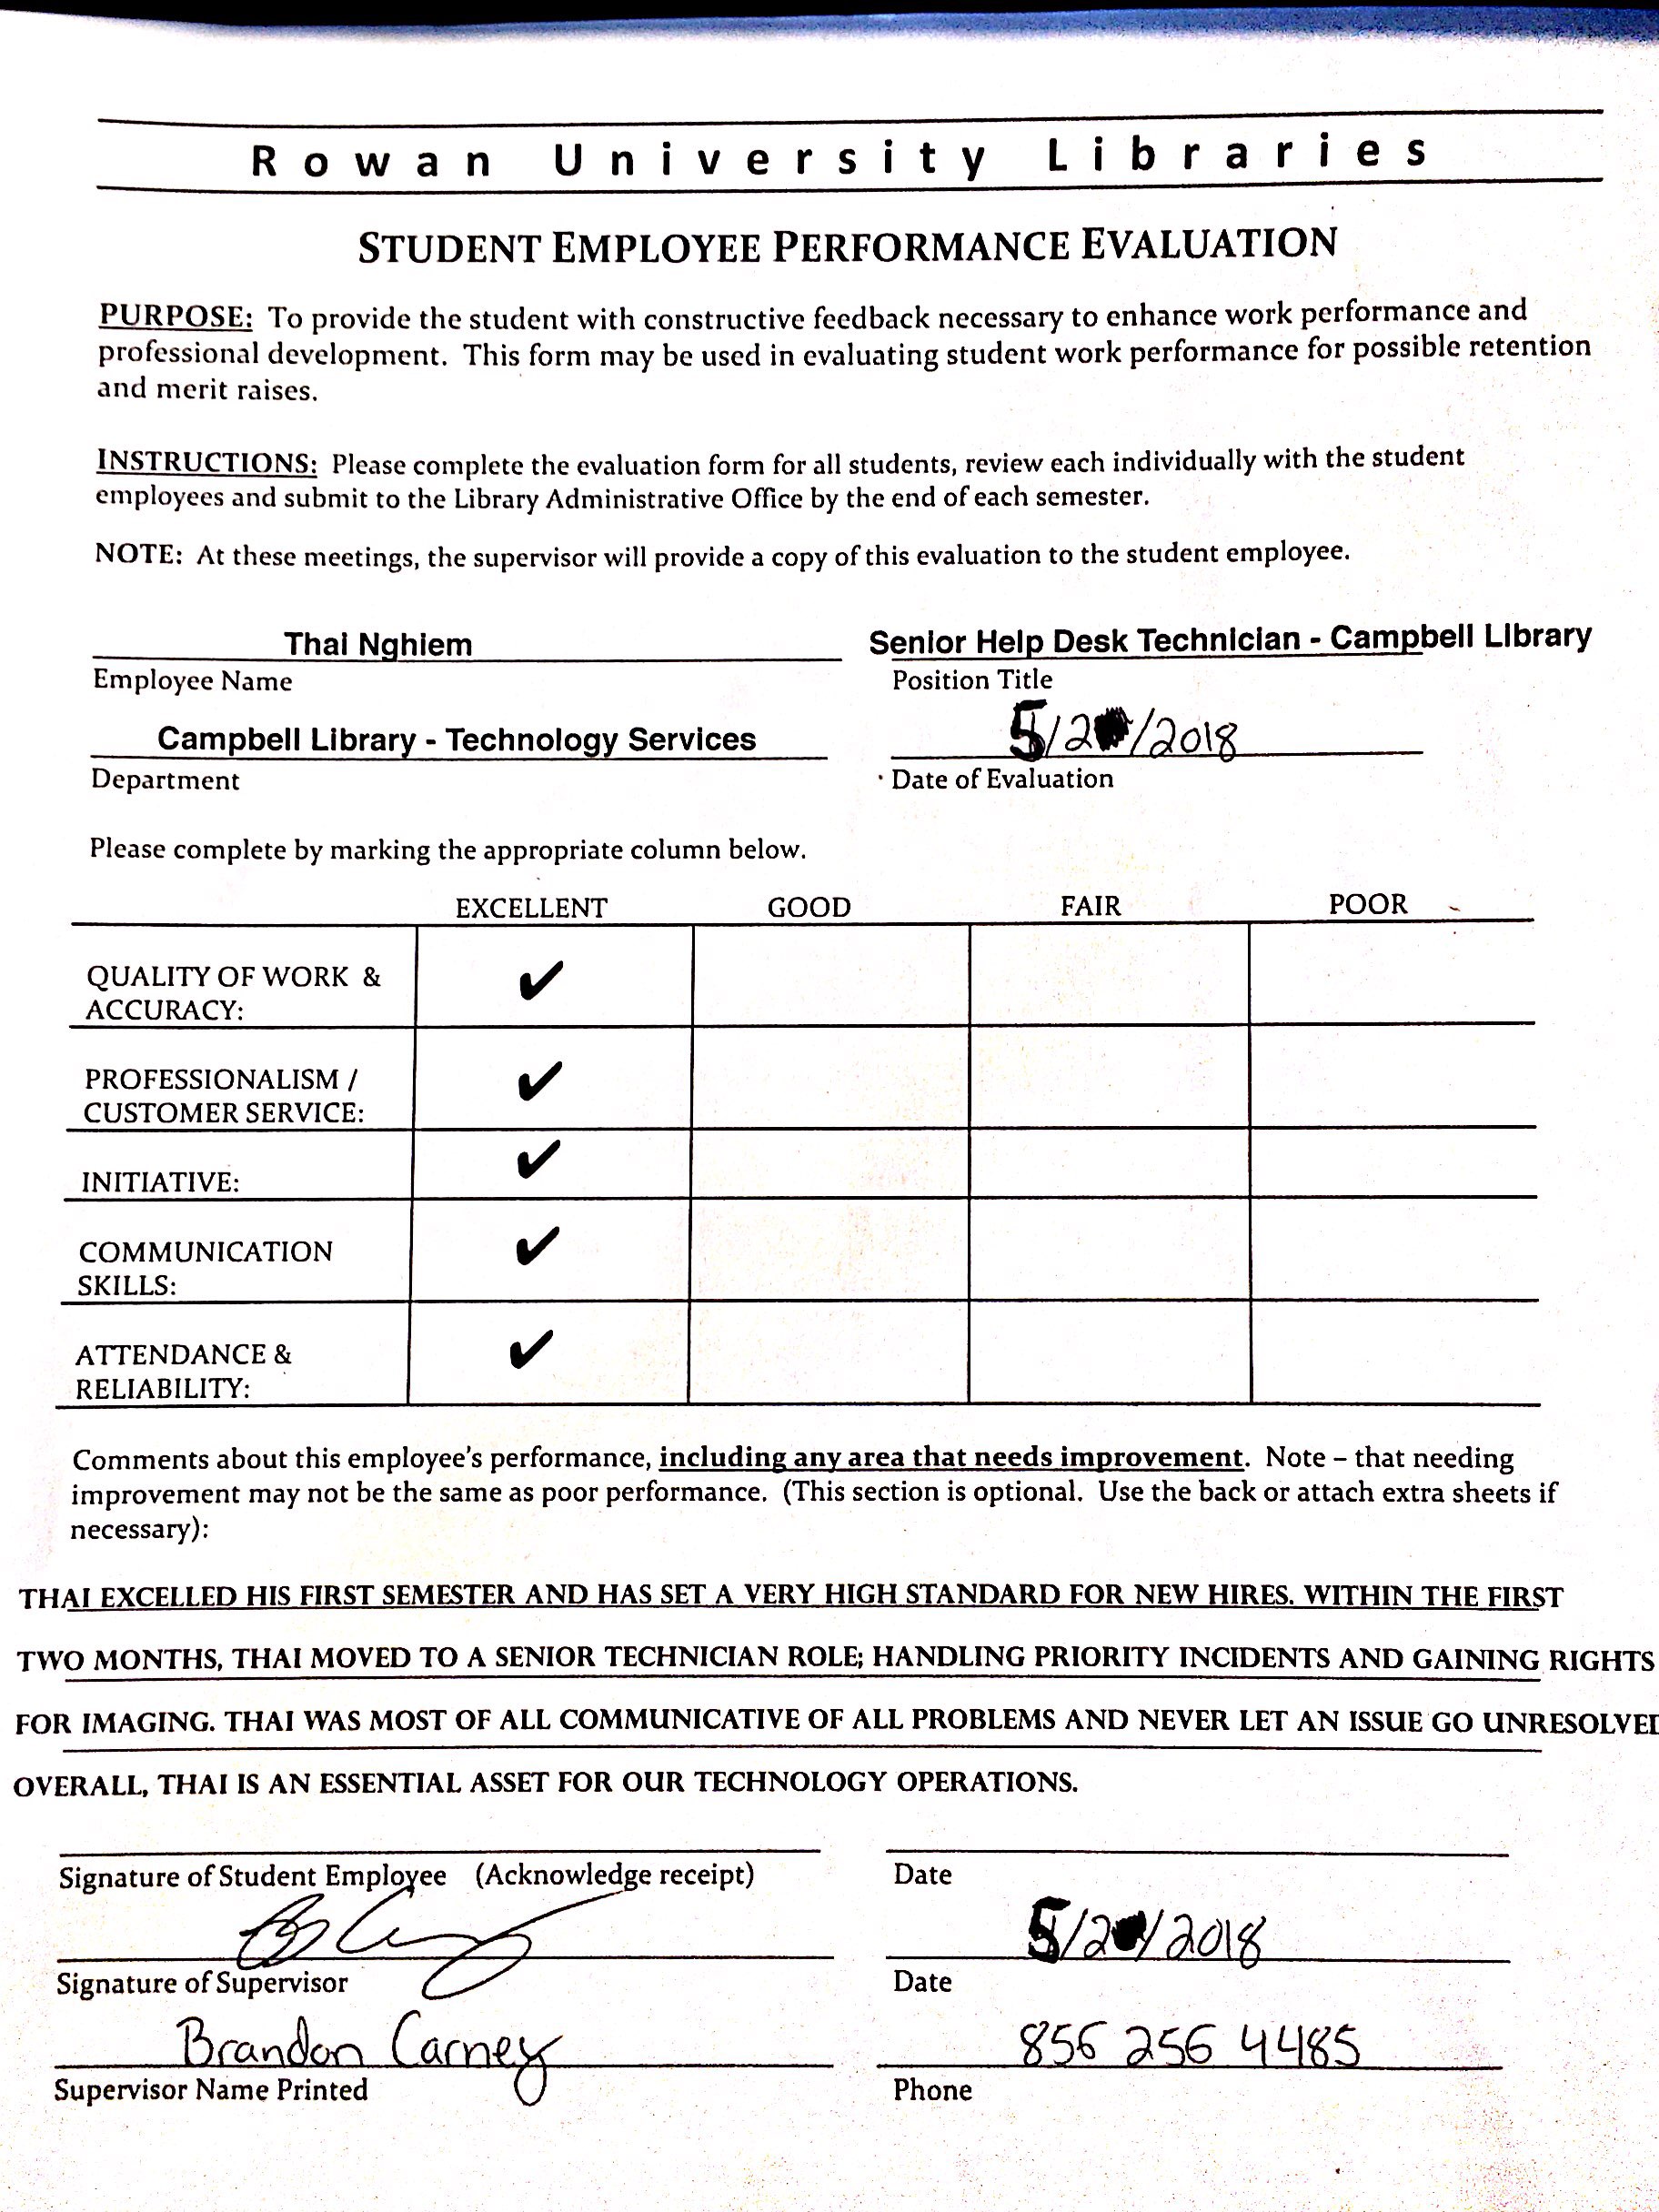 Rowan University Libraries
STUDENT EMPLOYEE PERFORMANCE EVALUATION
PURPOSE: To provide the student with constructive feedback necessary to enhance work performance and
professional development. This form may be used in evaluating student work performance for possible retention
and merit raises.
INSTRUCTIONS: Please complete the evaluation form for all students, review each individually with the student
employees and submit to the Library Administrative Office by the end of each semester.
NOTE: At these meetings, the supervisor will provide a copy of this evaluation to the student employee.
Thai Nghiem Senior Help Desk Technician - Campbell Library
Employee Name Position Title
Campbell Library - Technology Services /2018
Department Date of Evaluation
Please complete by marking the appropriate column below.
EXCELLENT GOOD FAIR POOR
QUALITY OF WORK & ✔
ACCURACY:
PROFESSIONALISM / ✔
CUSTOMER SERVICE:
INITIATIVE: ✔
COMMUNICATION ✔
SKILLS:
ATTENDANCE & ✔
RELIABILITY:
Comments about this employee's performance, including any area that needs improvement. Note – that needing
improvement may not be the same as poor performance. (This section is optional. Use the back or attach extra sheets if
necessary):
THAI EXCELLED HIS FIRST SEMESTER AND HAS SET A VERY HIGH STANDARD FOR NEW HIRES. WITHIN THE FIRST
TWO MONTHS, THAI MOVED TO A SENIOR TECHNICIAN ROLE; HANDLING PRIORITY INCIDENTS AND GAINING RIGHTS
FOR IMAGING. THAI WAS MOST OF ALL COMMUNICATIVE OF ALL PROBLEMS AND NEVER LET AN ISSUE GO UNRESOLVED
OVERALL, THAI IS AN ESSENTIAL ASSET FOR OUR TECHNOLOGY OPERATIONS.
Signature of Student Employee (Acknowledge receipt) Date
/2018
Signature of Supervisor Date
Brandon Carney 856 256 4485
Supervisor Name Printed Phone